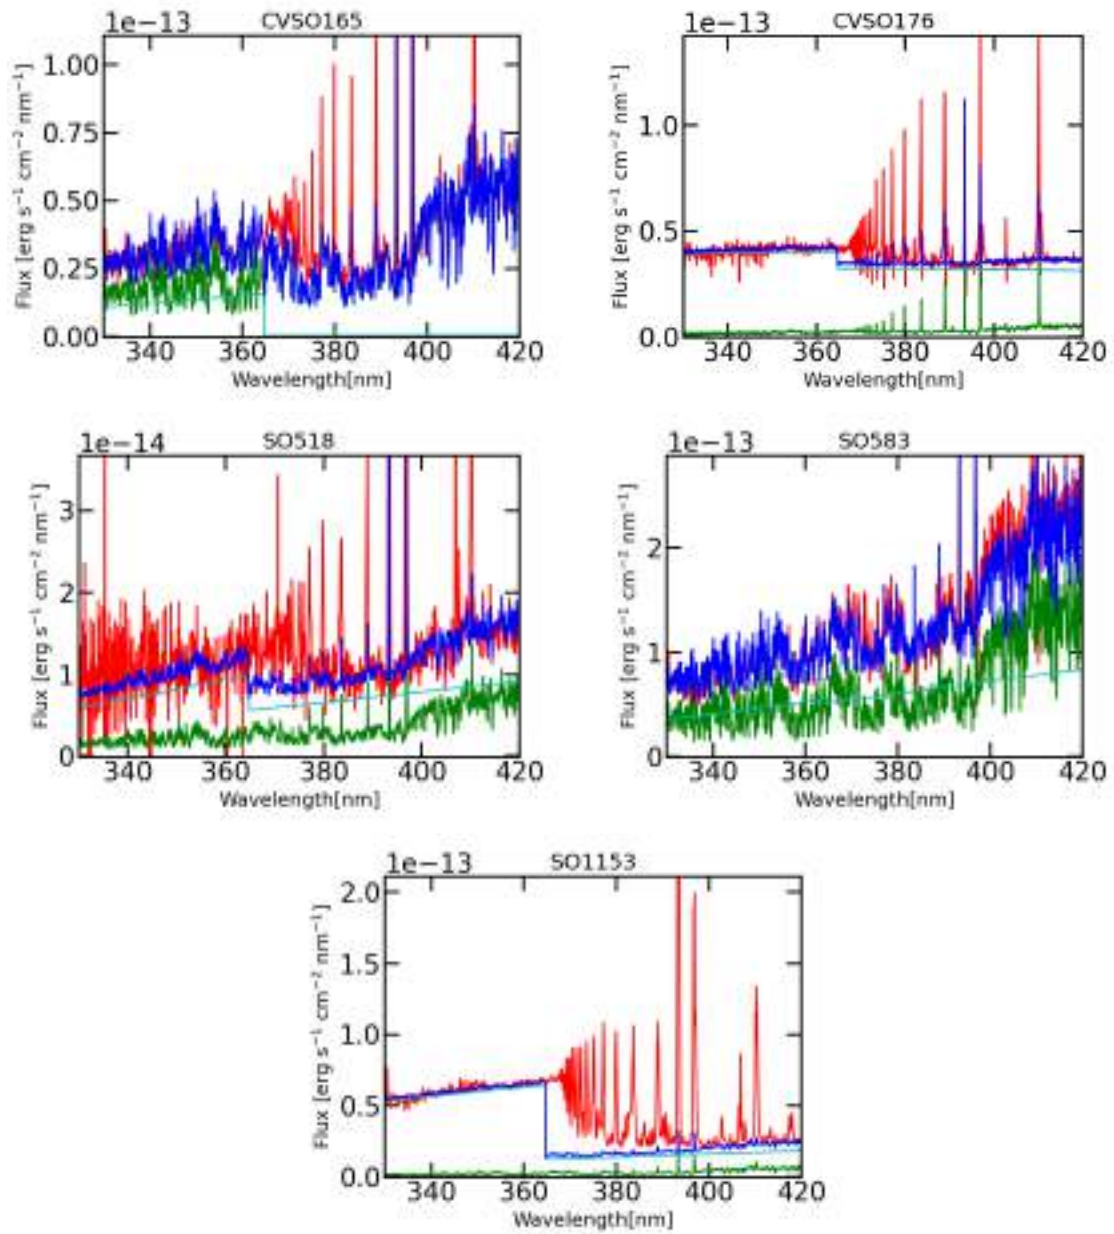 1e−13 CVSO165
Flux [erg s⁻¹ cm⁻² nm⁻¹]
1.00
0.75
0.50
0.25
0.00
340 360 380 400 420
Wavelength[nm]
1e−13 CVSO176
Flux [erg s⁻¹ cm⁻² nm⁻¹]
1.0
0.5
0.0
340 360 380 400 420
Wavelength[nm]
1e−14 SO518
Flux [erg s⁻¹ cm⁻² nm⁻¹]
3
2
1
0
340 360 380 400 420
Wavelength[nm]
1e−13 SO583
Flux [erg s⁻¹ cm⁻² nm⁻¹]
2
1
0
340 360 380 400 420
Wavelength[nm]
1e−13 SO1153
Flux [erg s⁻¹ cm⁻² nm⁻¹]
2.0
1.5
1.0
0.5
0.0
340 360 380 400 420
Wavelength[nm]